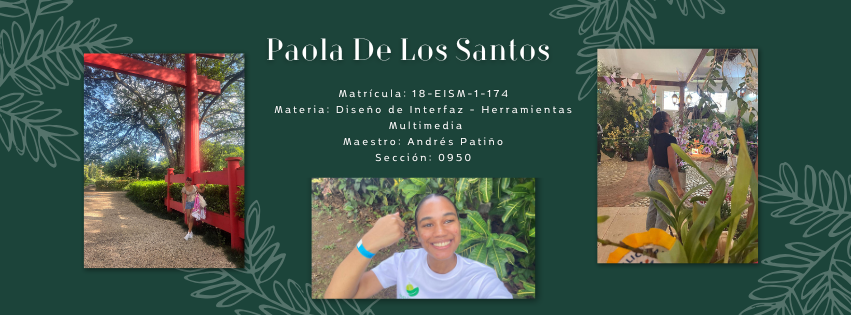 Paola De Los Santos
Matrícula: 18-EISM-1-174
Materia: Diseño de Interfaz - Herramientas
Multimedia
Maestro: Andrés Patiño
Sección: 0950